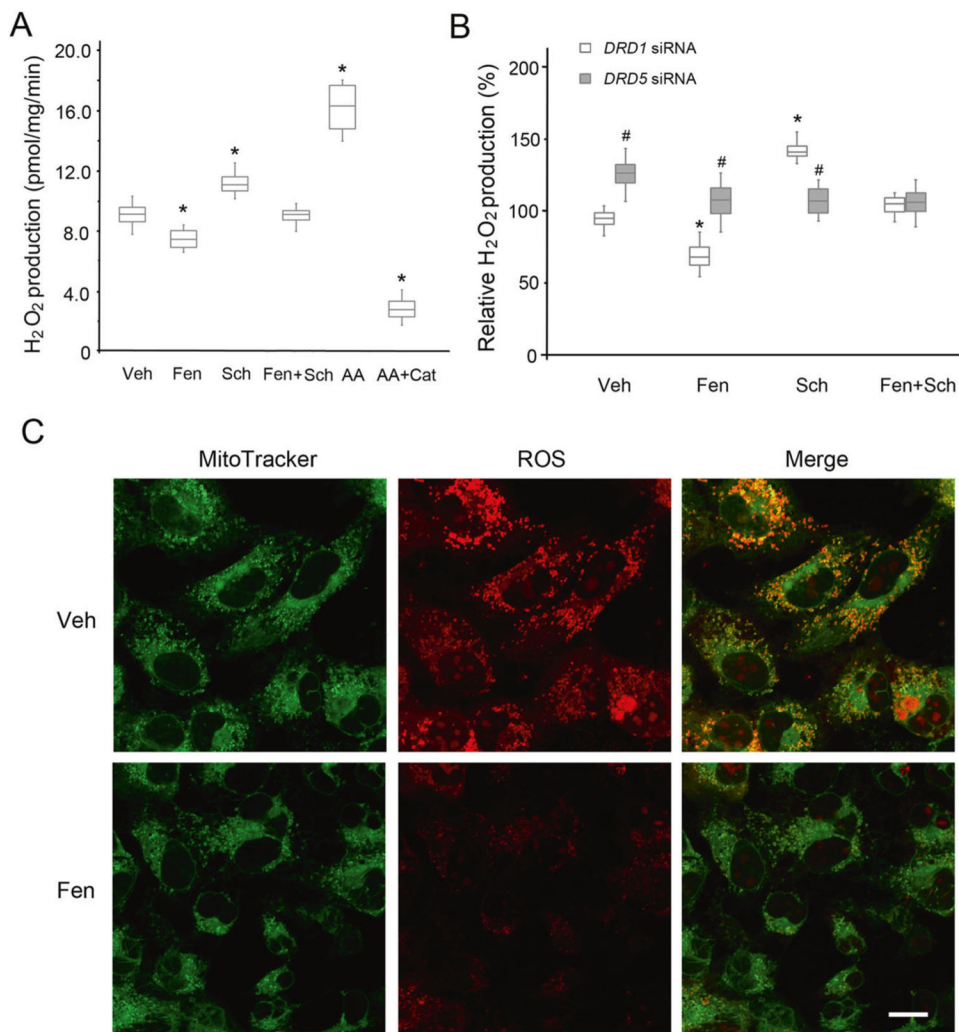 A
H₂O₂ production (pmol/mg/min)
20.0
16.0
12.0
8.0
4.0
0
*
*
*
*
Veh Fen Sch Fen+Sch AA AA+Cat
B
Relative H₂O₂ production (%)
DRD1 siRNA
DRD5 siRNA
200
150
100
50
0
#
*
#
*
#
Veh Fen Sch Fen+Sch
C
MitoTracker ROS Merge
Veh
Fen